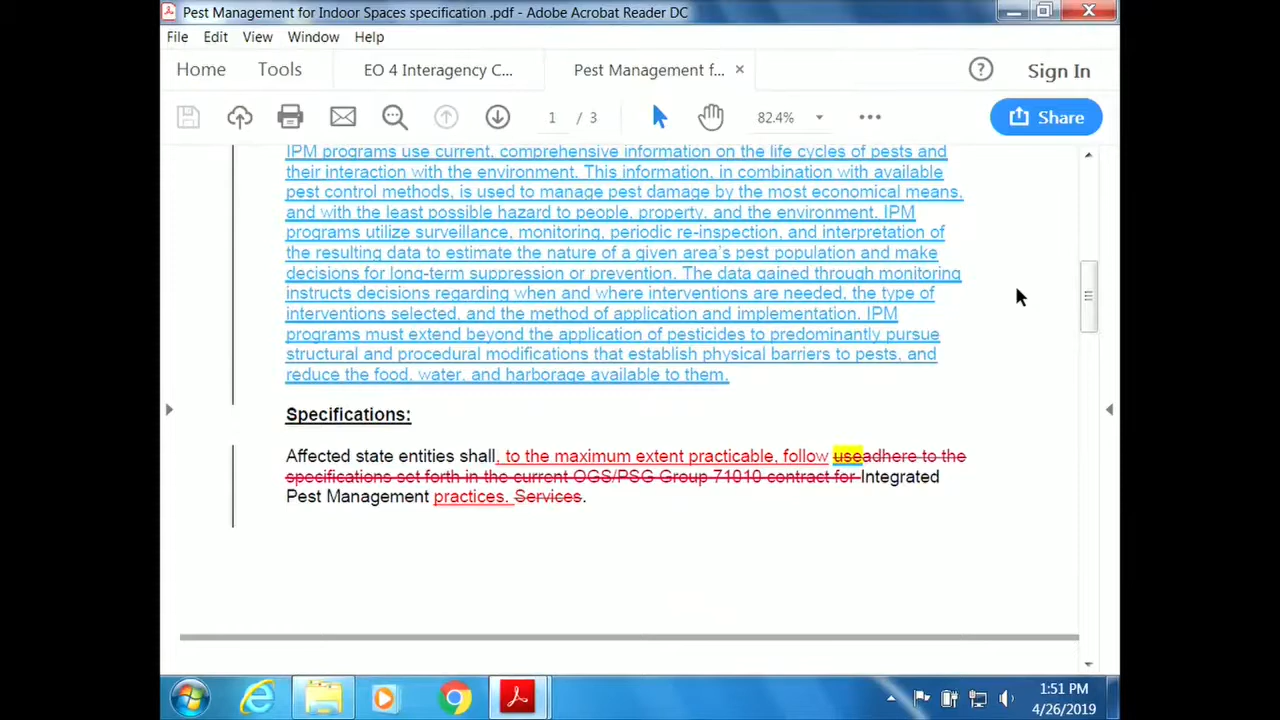 Pest Management for Indoor Spaces specification .pdf - Adobe Acrobat Reader DC
File Edit View Window Help
Home Tools EO 4 Interagency C... Pest Management f... × ? Sign In
1 / 3 82.4% Share
IPM programs use current, comprehensive information on the life cycles of pests and
their interaction with the environment. This information, in combination with available
pest control methods, is used to manage pest damage by the most economical means,
and with the least possible hazard to people, property, and the environment. IPM
programs utilize surveillance, monitoring, periodic re-inspection, and interpretation of
the resulting data to estimate the nature of a given area's pest population and make
decisions for long-term suppression or prevention. The data gained through monitoring
instructs decisions regarding when and where interventions are needed, the type of
interventions selected, and the method of application and implementation. IPM
programs must extend beyond the application of pesticides to predominantly pursue
structural and procedural modifications that establish physical barriers to pests, and
reduce the food, water, and harborage available to them.
Specifications:
Affected state entities shall, to the maximum extent practicable, follow useadhere to the
specifications set forth in the current OGS/PSG Group 71010 contract for Integrated
Pest Management practices. Services.
1:51 PM
4/26/2019